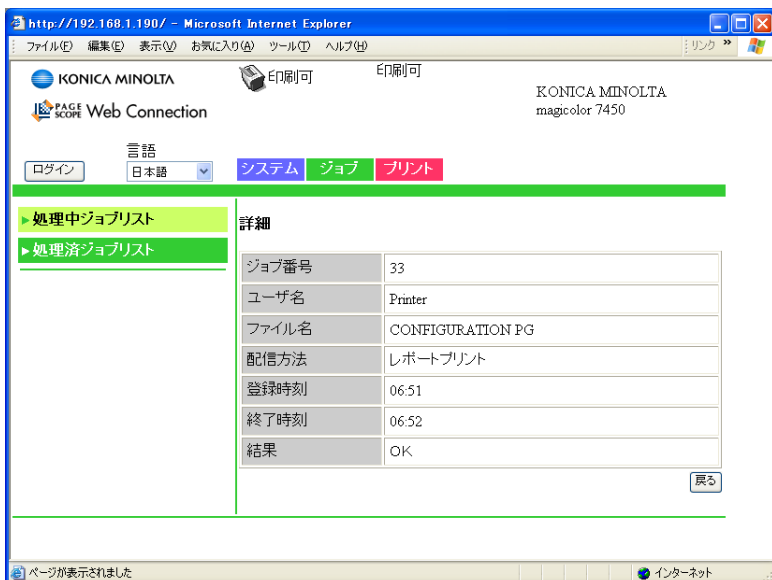 http://192.168.1.190/ - Microsoft Internet Explorer
ファイル(F) 編集(E) 表示(V) お気に入り(A) ツール(T) ヘルプ(H) リンク »
KONICA MINOLTA 印刷可 印刷可
KONICA MINOLTA
magicolor 7450
PAGE SCOPE Web Connection
言語
ログイン 日本語 システム ジョブ プリント
処理中ジョブリスト
処理済ジョブリスト
詳細
ジョブ番号 33
ユーザ名 Printer
ファイル名 CONFIGURATION PG
配信方法 レポートプリント
登録時刻 06:51
終了時刻 06:52
結果 OK
戻る
ページが表示されました インターネット